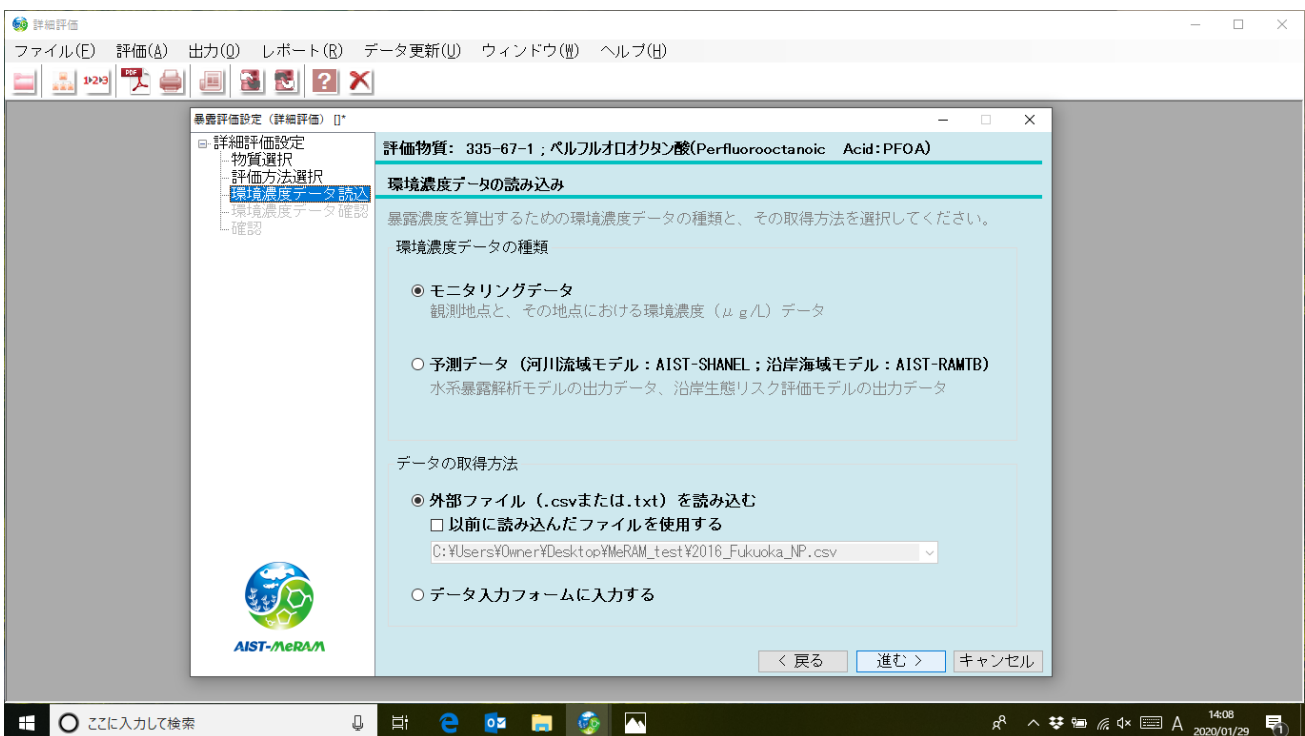 詳細評価
ファイル(F) 評価(A) 出力(O) レポート(R) データ更新(U) ウィンドウ(W) ヘルプ(H)
1▸2▸3 PDF
暴露評価設定（詳細評価） []*
詳細評価設定
物質選択
評価方法選択
環境濃度データ読込
環境濃度データ確認
確認
評価物質： 335-67-1；ペルフルオロオクタン酸(Perfluorooctanoic Acid:PFOA)
環境濃度データの読み込み
暴露濃度を算出するための環境濃度データの種類と、その取得方法を選択してください。
環境濃度データの種類
モニタリングデータ
観測地点と、その地点における環境濃度（μg/L）データ
予測データ（河川流域モデル：AIST-SHANEL；沿岸海域モデル：AIST-RAMTB）
水系暴露解析モデルの出力データ、沿岸生態リスク評価モデルの出力データ
データの取得方法
外部ファイル（.csvまたは.txt）を読み込む
以前に読み込んだファイルを使用する
C:¥Users¥Owner¥Desktop¥MeRAM_test¥2016_Fukuoka_NP.csv
データ入力フォームに入力する
AIST-MeRAM
< 戻る 進む > キャンセル
ここに入力して検索
A 14:08
2020/01/29
1